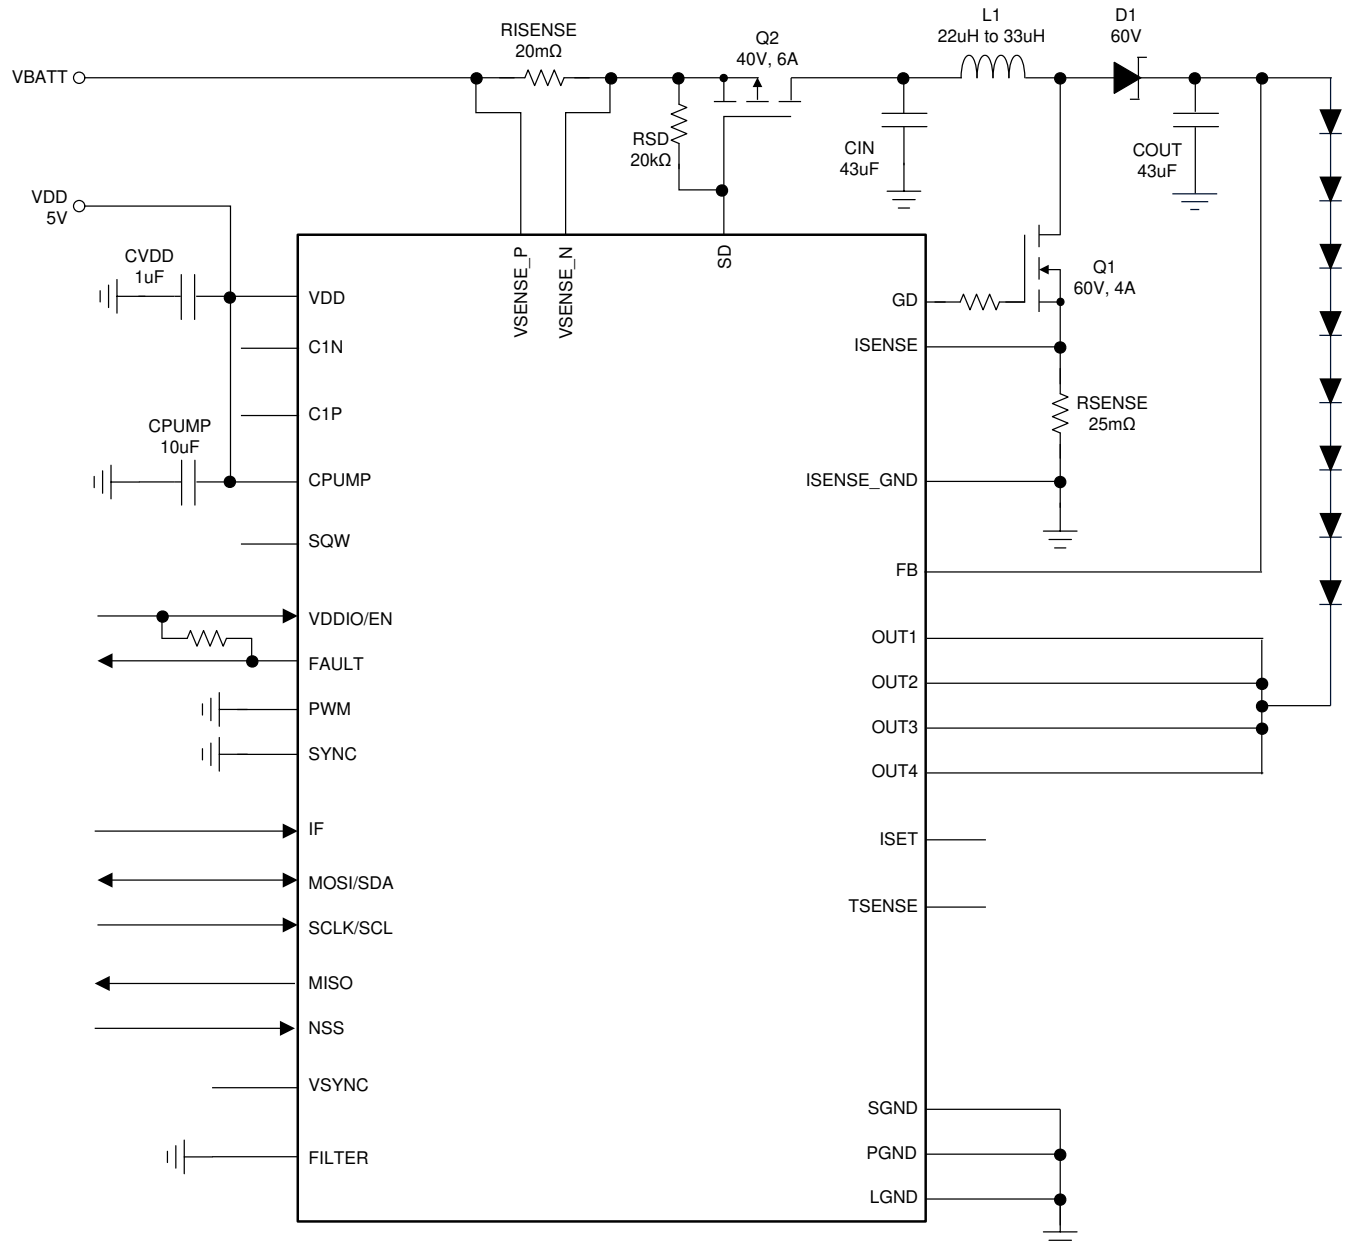 L1
22uH to 33uH
D1
60V
RISENSE
20mΩ
Q2
40V, 6A
VBATT
RSD
20kΩ
CIN
43uF
COUT
43uF
VDD
5V
CVDD
1uF
VSENSE_P
VSENSE_N
SD
VDD
C1N
C1P
CPUMP
10uF
CPUMP
SQW
VDDIO/EN
FAULT
PWM
SYNC
IF
MOSI/SDA
SCLK/SCL
MISO
NSS
VSYNC
FILTER
GD
Q1
60V, 4A
ISENSE
RSENSE
25mΩ
ISENSE_GND
FB
OUT1
OUT2
OUT3
OUT4
ISET
TSENSE
SGND
PGND
LGND